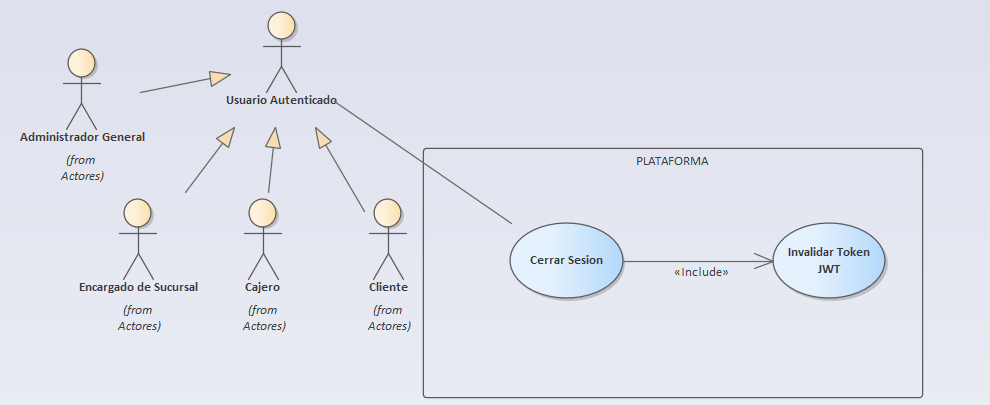 Usuario Autenticado
Administrador General
(from
Actores)
PLATAFORMA
Cerrar Sesion
«Include»
Invalidar Token
JWT
Encargado de Sucursal
(from
Actores)
Cajero
(from
Actores)
Cliente
(from
Actores)